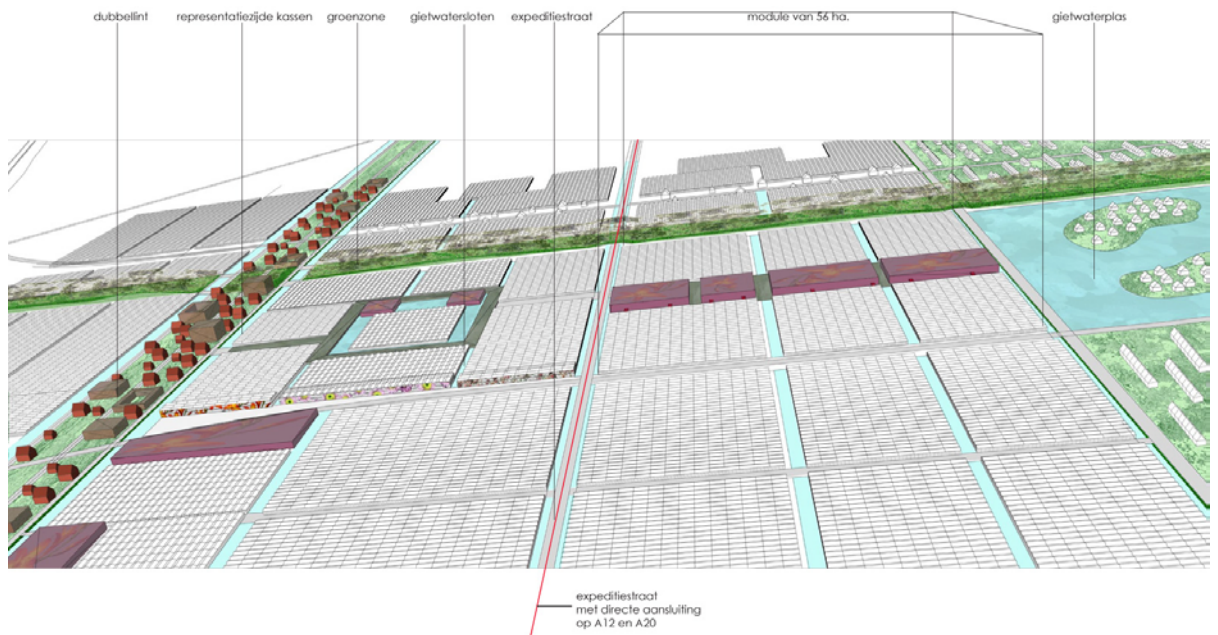 dubbellint
representatiezijde kassen
groenzone
gietwatersloten
expeditiestraat
module van 56 ha.
gietwaterplas
expeditiestraat
met directe aansluiting
op A12 en A20